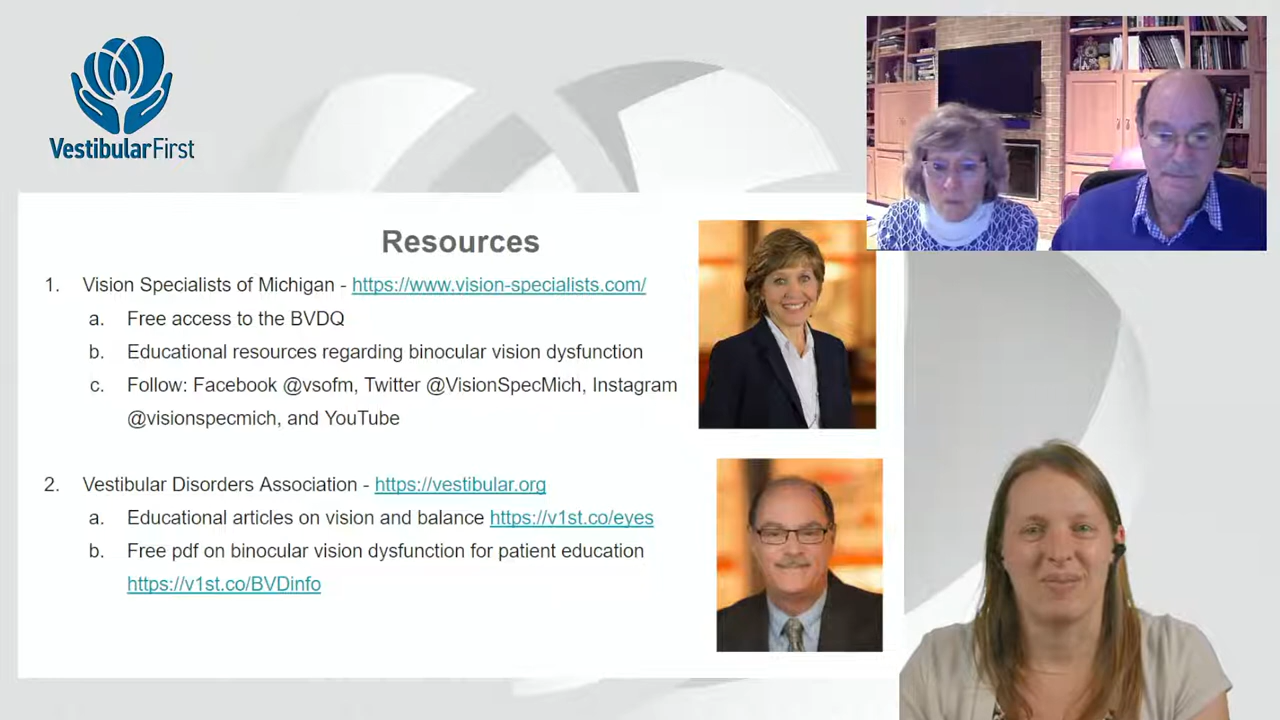 VestibularFirst
Resources
1. Vision Specialists of Michigan - https://www.vision-specialists.com/
a. Free access to the BVDQ
b. Educational resources regarding binocular vision dysfunction
c. Follow: Facebook @vsofm, Twitter @VisionSpecMich, Instagram
@visionspecmich, and YouTube
2. Vestibular Disorders Association - https://vestibular.org
a. Educational articles on vision and balance https://v1st.co/eyes
b. Free pdf on binocular vision dysfunction for patient education
https://v1st.co/BVDinfo